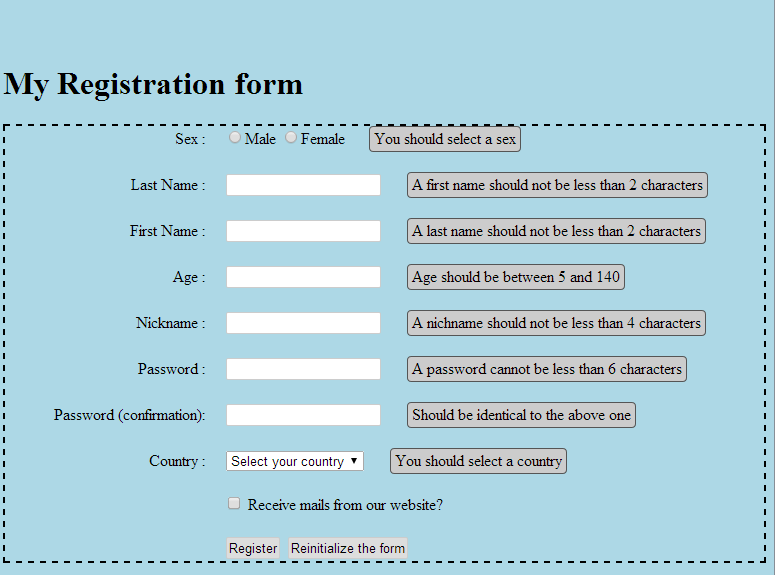 My Registration form
Sex : Male Female You should select a sex
Last Name : A first name should not be less than 2 characters
First Name : A last name should not be less than 2 characters
Age : Age should be between 5 and 140
Nickname : A nichname should not be less than 4 characters
Password : A password cannot be less than 6 characters
Password (confirmation): Should be identical to the above one
Country : Select your country You should select a country
Receive mails from our website?
Register Reinitialize the form